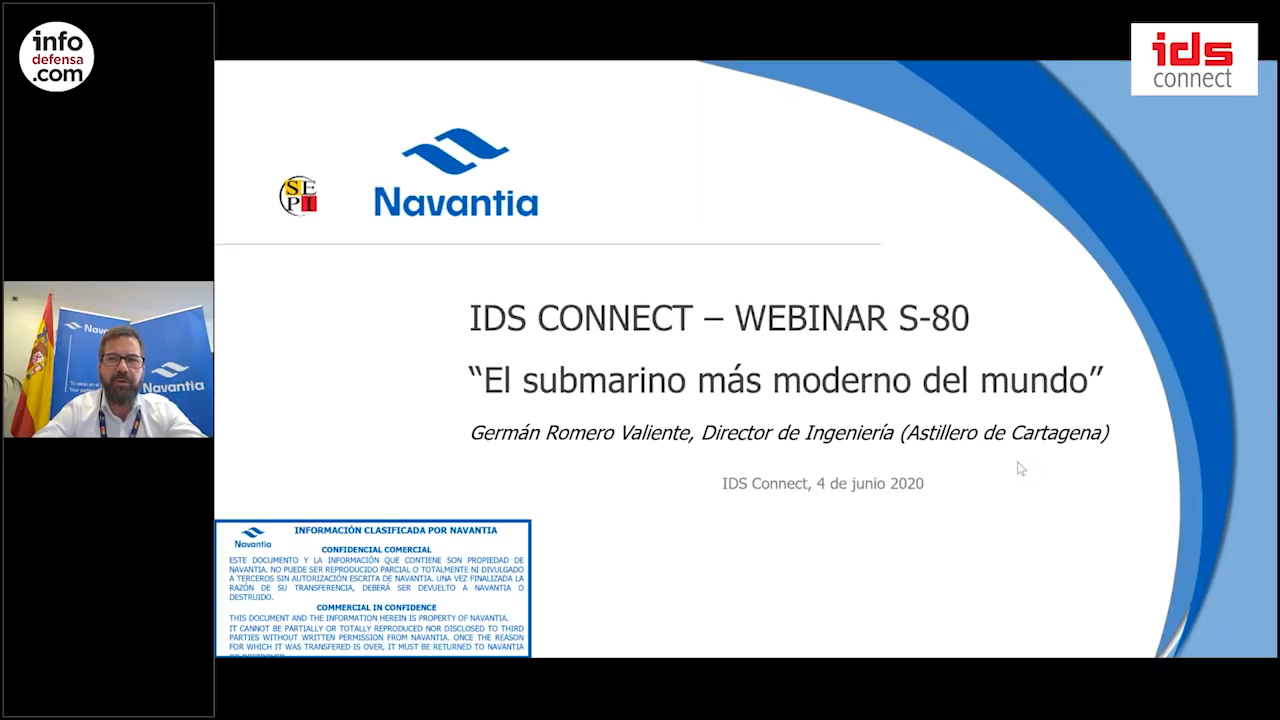 info
defensa
.com
ids
connect
SE
PI
Navantia
IDS CONNECT – WEBINAR S-80
“El submarino más moderno del mundo”
Germán Romero Valiente, Director de Ingeniería (Astillero de Cartagena)
IDS Connect, 4 de junio 2020
Navantia
Navantia
INFORMACIÓN CLASIFICADA POR NAVANTIA
CONFIDENCIAL COMERCIAL
ESTE DOCUMENTO Y LA INFORMACIÓN QUE CONTIENE SON PROPIEDAD DE
NAVANTIA. NO PUEDE SER REPRODUCIDO PARCIAL O TOTALMENTE NI DIVULGADO
A TERCEROS SIN AUTORIZACIÓN ESCRITA DE NAVANTIA. UNA VEZ FINALIZADA LA
RAZÓN DE SU TRANSFERENCIA, DEBERÁ SER DEVUELTO A NAVANTIA O
DESTRUIDO.
COMMERCIAL IN CONFIDENCE
THIS DOCUMENT AND THE INFORMATION HEREIN IS PROPERTY OF NAVANTIA.
IT CANNOT BE PARTIALLY OR TOTALLY REPRODUCED NOR DISCLOSED TO THIRD
PARTIES WITHOUT WRITTEN PERMISSION FROM NAVANTIA. ONCE THE REASON
FOR WHICH IT WAS TRANSFERED IS OVER, IT MUST BE RETURNED TO NAVANTIA